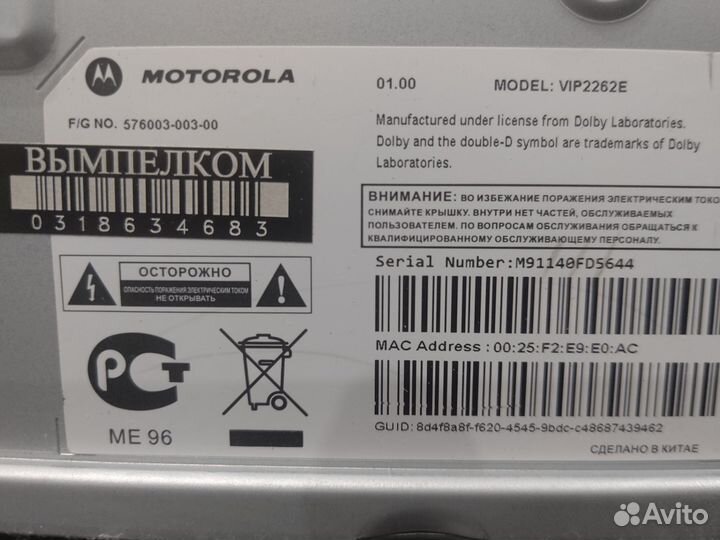 MOTOROLA
01.00 MODEL: VIP2262E
F/G NO. 576003-003-00
Manufactured under license from Dolby Laboratories.
Dolby and the double-D symbol are trademarks of Dolby
Laboratories.
ВЫМПЕЛКОМ
0318634683
ВНИМАНИЕ: ВО ИЗБЕЖАНИЕ ПОРАЖЕНИЯ ЭЛЕКТРИЧЕСКИМ ТОКО
СНИМАЙТЕ КРЫШКУ. ВНУТРИ НЕТ ЧАСТЕЙ, ОБСЛУЖИВАЕМЫХ
ПОЛЬЗОВАТЕЛЕМ. ПО ВОПРОСАМ ОБСЛУЖИВАНИЯ ОБРАЩАТЬСЯ К
КВАЛИФИЦИРОВАННОМУ ОБСЛУЖИВАЮЩЕМУ ПЕРСОНАЛУ.
ОСТОРОЖНО
ОПАСНОСТЬ ПОРАЖЕНИЯ ЭЛЕКТРИЧЕСКИМ ТОКОМ
НЕ ОТКРЫВАТЬ
Serial Number:M91140FD5644
MAC Address : 00:25:F2:E9:E0:AC
РСТ
ME 96
GUID: 8d4f8a8f-f620-4545-9bdc-c48687439462
СДЕЛАНО В КИТАЕ
Avito